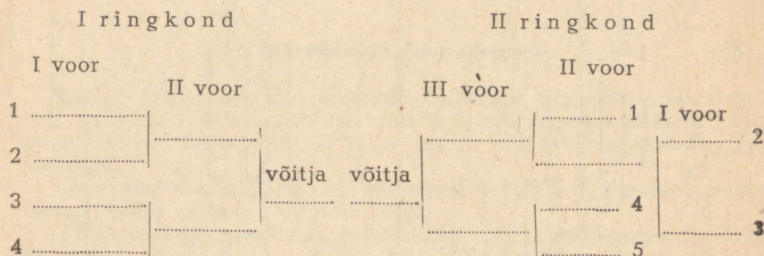 I ringkond II ringkond
I voor II voor
II voor III voor
1 1 I voor
2 2
võitja võitja
3 4
3
4 5